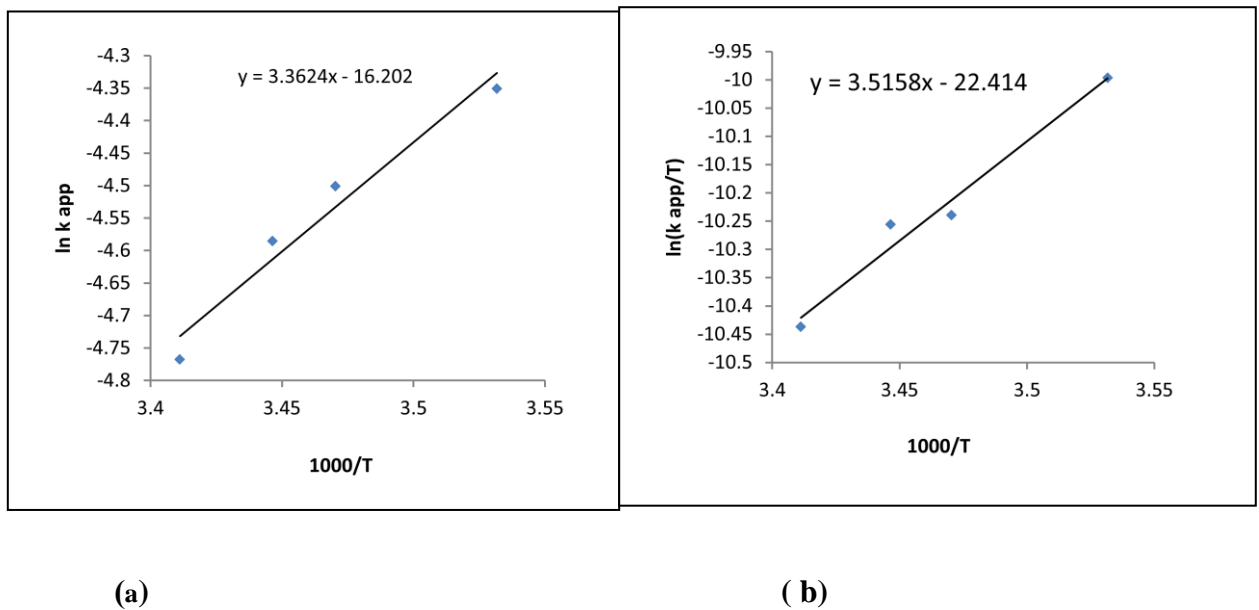 y = 3.3624x - 16.202
-4.3
-4.35
-4.4
-4.45
-4.5
-4.55
-4.6
-4.65
-4.7
-4.75
-4.8
ln k app
3.4 3.45 3.5 3.55
1000/T
y = 3.5158x - 22.414
-9.95
-10
-10.05
-10.1
-10.15
-10.2
-10.25
-10.3
-10.35
-10.4
-10.45
-10.5
ln(k app/T)
3.4 3.45 3.5 3.55
1000/T
(a) ( b)